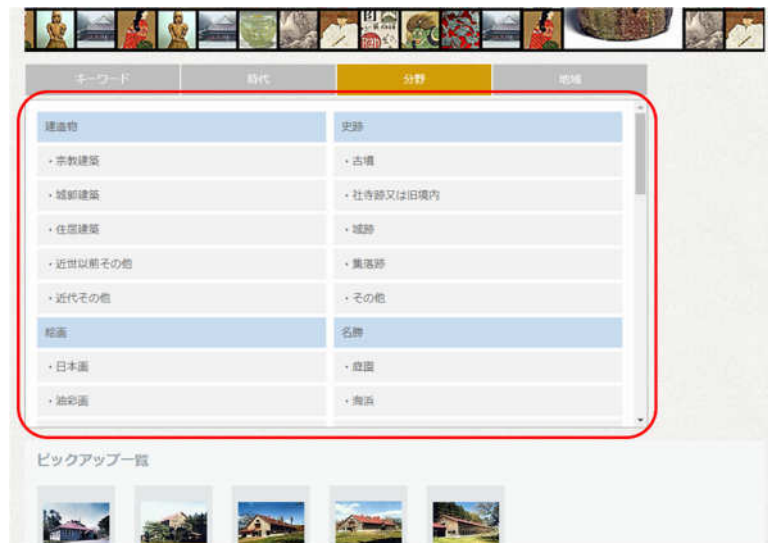 キーワード 時代 分野 地域
建造物 史跡
・宗教建築 ・古墳
・城郭建築 ・社寺跡又は旧境内
・住居建築 ・城跡
・近世以前その他 ・集落跡
・近代その他 ・その他
絵画 名勝
・日本画 ・庭園
・油彩画 ・海浜
ピックアップ一覧